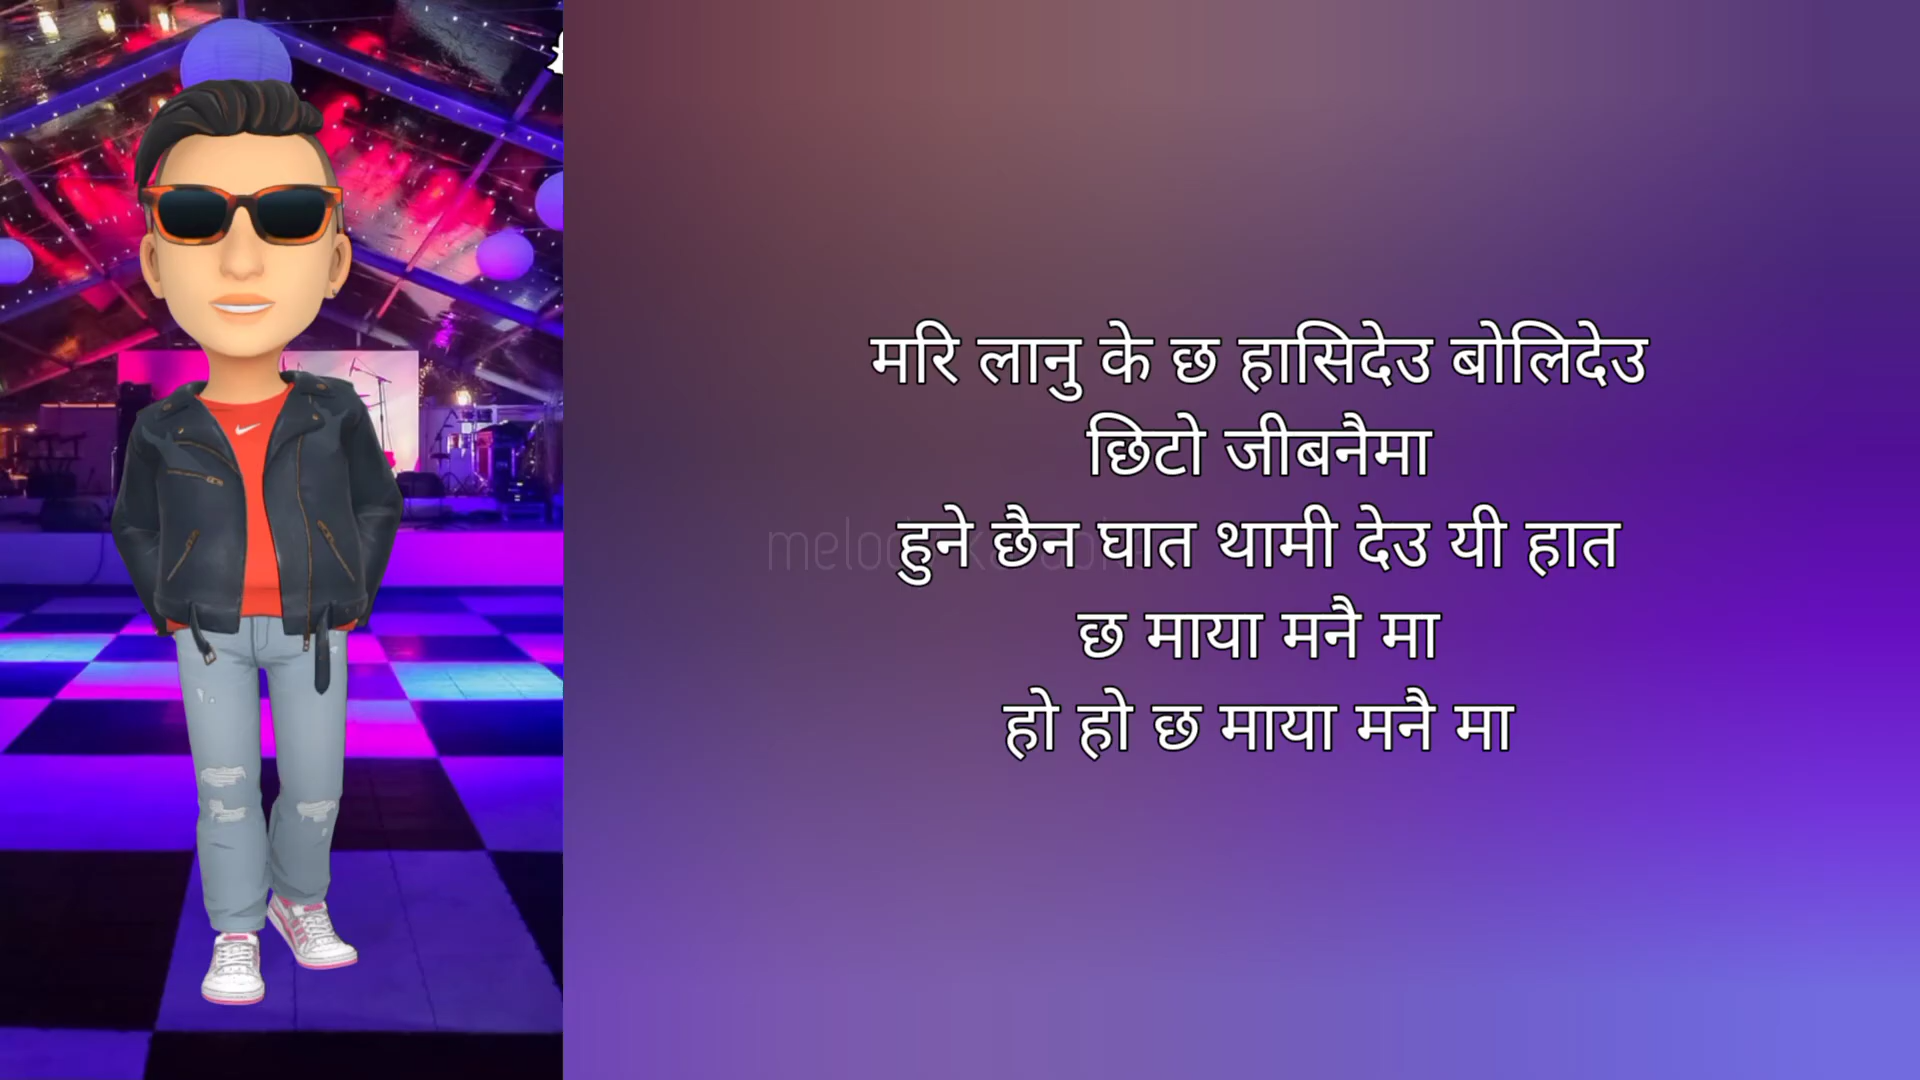 मरि लानु के छ हासिदेउ बोलिदेउ
छिटो जीबनैमा
हुने छैन घात थामी देउ यी हात
छ माया मनै मा
हो हो छ माया मनै मा